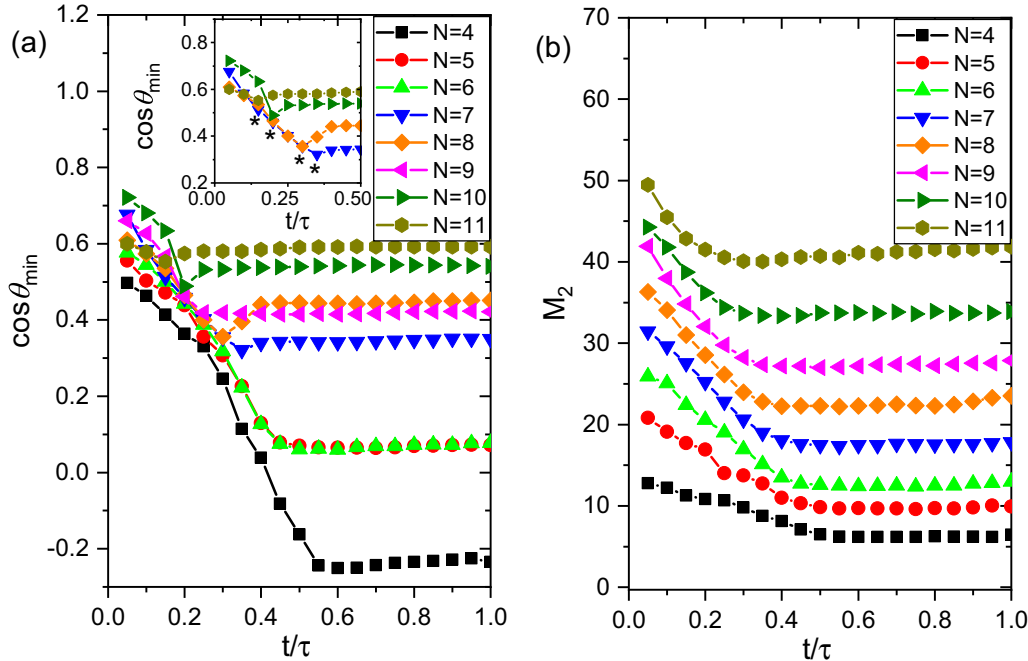 (a)
cosθ_min
1.2
1.0
0.8
0.6
0.4
0.2
0.0
-0.2
0.0 0.2 0.4 0.6 0.8 1.0
t/τ
N=4
N=5
N=6
N=7
N=8
N=9
N=10
N=11
cosθ_min
0.9
0.8
0.6
0.4
0.2
0.00 0.25 0.50
t/τ
* * * *
(b)
M₂
70
60
50
40
30
20
10
0
0.0 0.2 0.4 0.6 0.8 1.0
t/τ
N=4
N=5
N=6
N=7
N=8
N=9
N=10
N=11